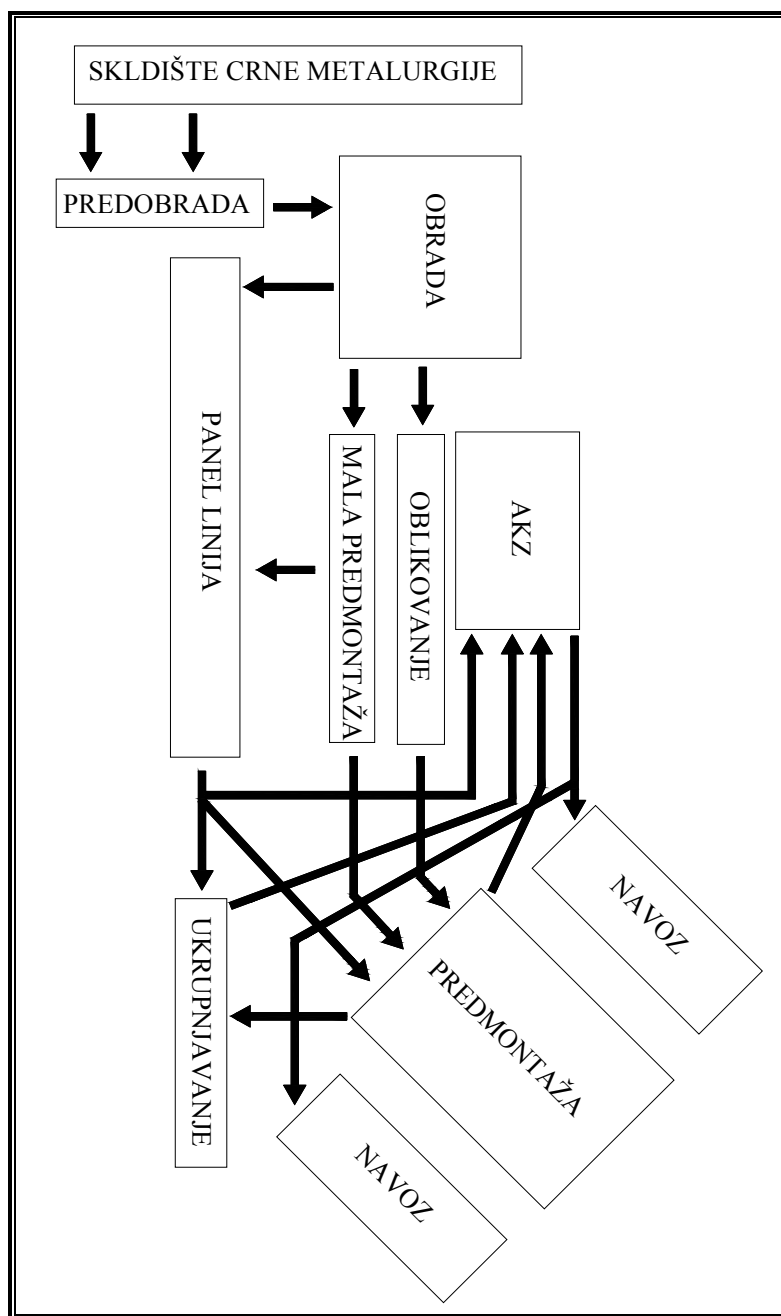 SKLDIŠTE CRNE METALURGIJE
PREDOBRADA
OBRADA
PANEL LINIJA
MALA PREDMONTAŽA
OBLIKOVANJE
AKZ
NAVOZ
UKRUPNJAVANJE
PREDMONTAŽA
NAVOZ